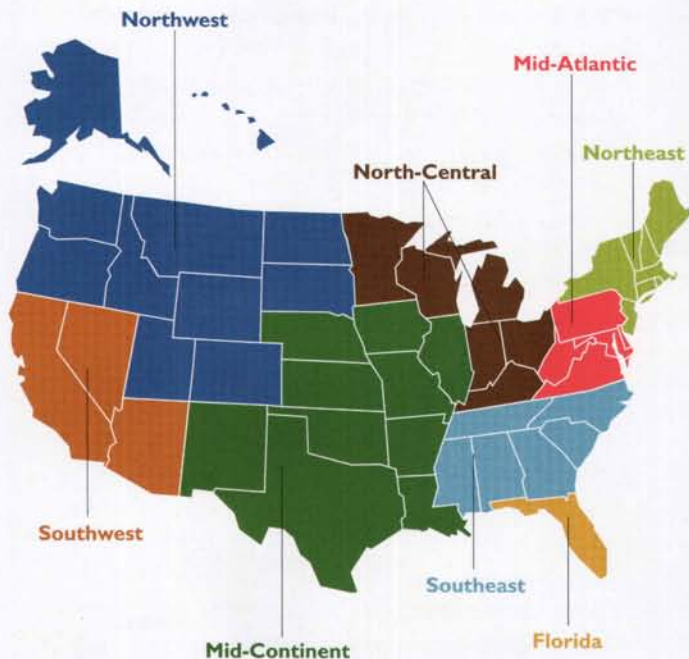 Northwest
Mid-Atlantic
Northeast
North-Central
Southwest
Southeast
Florida
Mid-Continent